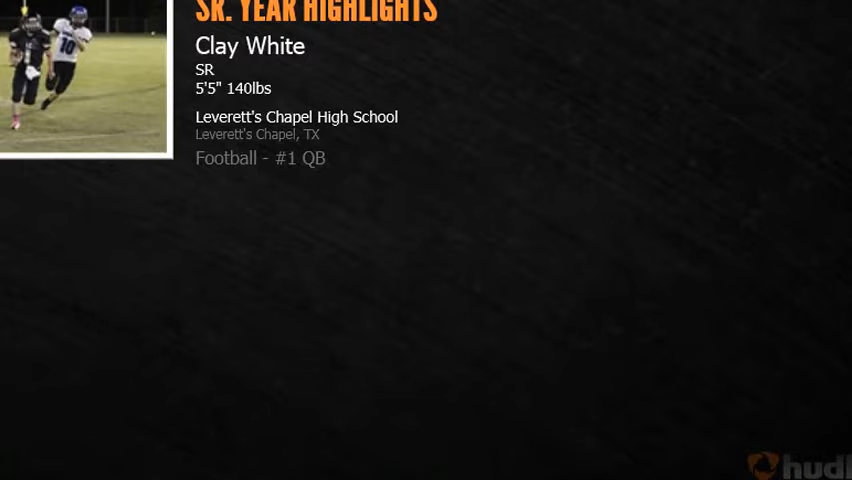 SR. YEAR HIGHLIGHTS
Clay White
SR
5'5" 140lbs
Leverett's Chapel High School
Leverett's Chapel, TX
Football - #1 QB
10
hudl